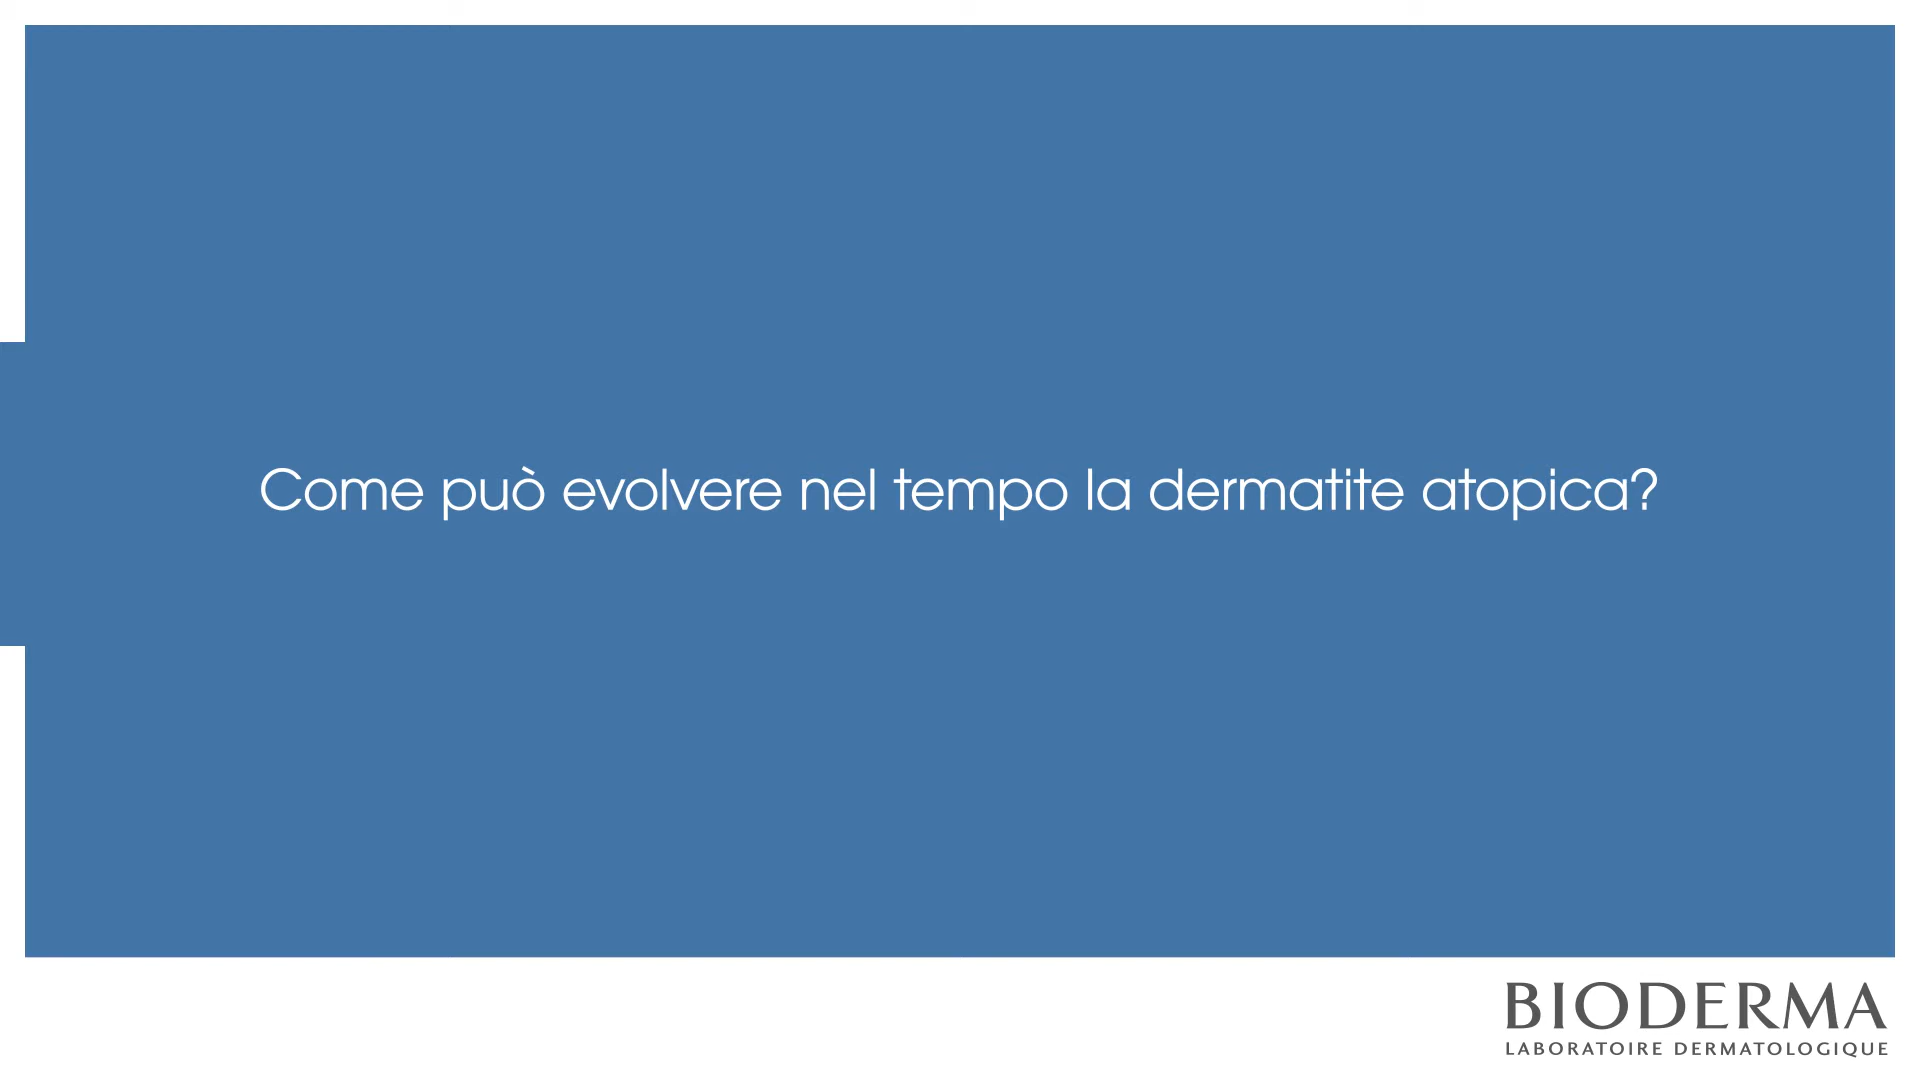 Come può evolvere nel tempo la dermatite atopica?
BIODERMA
LABORATOIRE DERMATOLOGIQUE